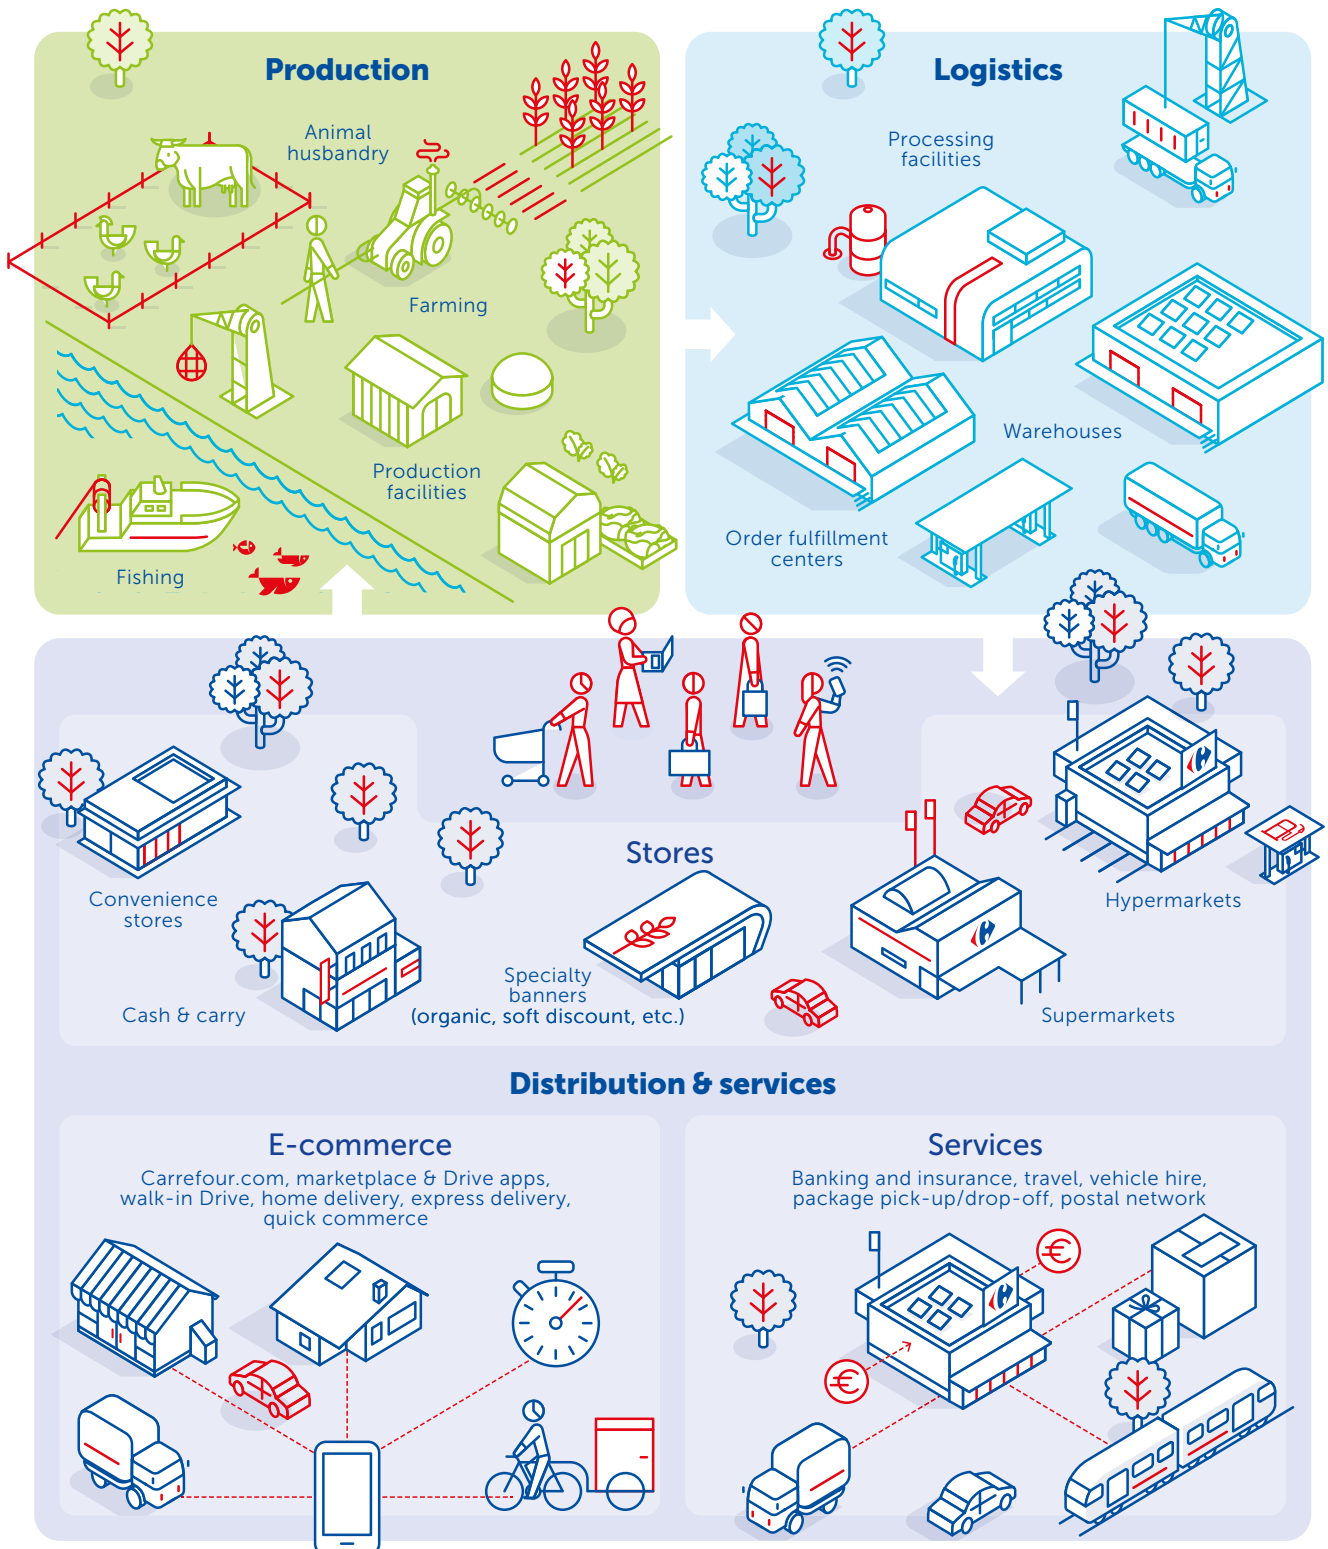 Production
Animal
husbandry
Farming
Production
facilities
Fishing
Logistics
Processing
facilities
Warehouses
Order fulfillment
centers
Stores
Convenience
stores
Cash & carry
Specialty
banners
(organic, soft discount, etc.)
Hypermarkets
Supermarkets
Distribution & services
E-commerce
Carrefour.com, marketplace & Drive apps,
walk-in Drive, home delivery, express delivery,
quick commerce
Services
Banking and insurance, travel, vehicle hire,
package pick-up/drop-off, postal network
€
€